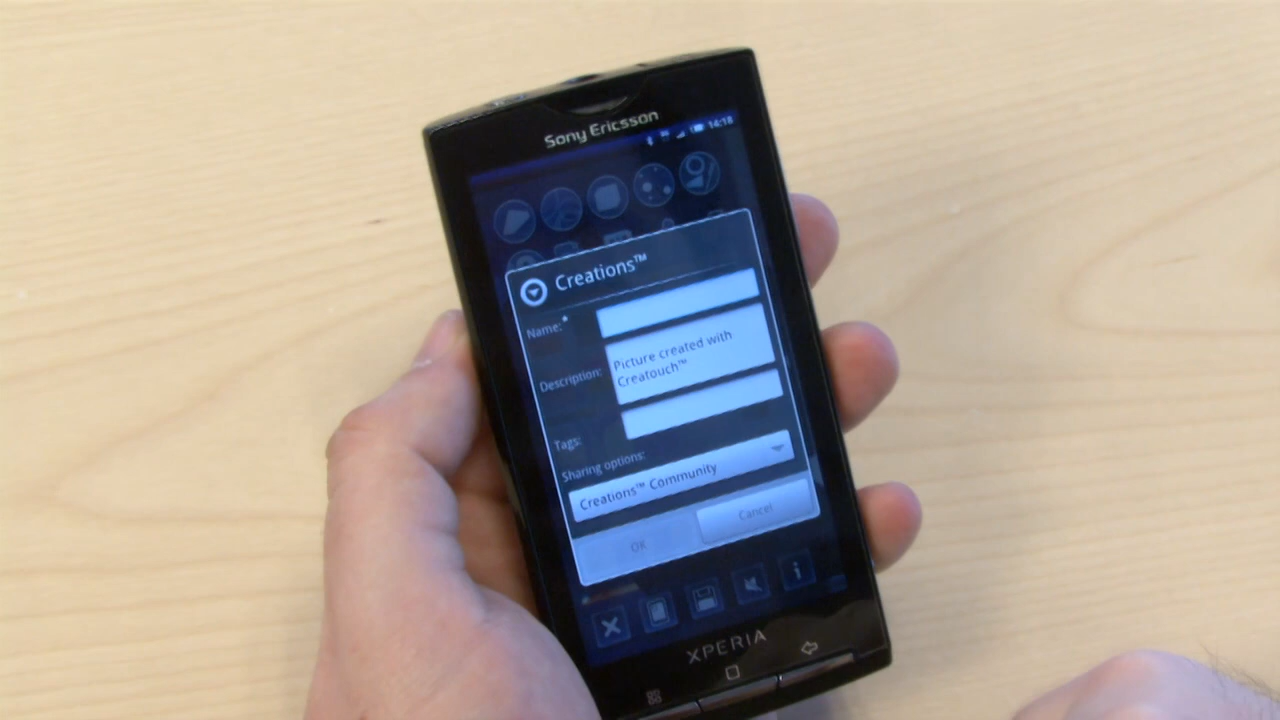 Sony Ericsson
14:18
Creations™
Name:*
Description:
Picture created with
Creatouch™
Tags:
Sharing options:
Creations™ Community
OK
Cancel
i
XPERIA